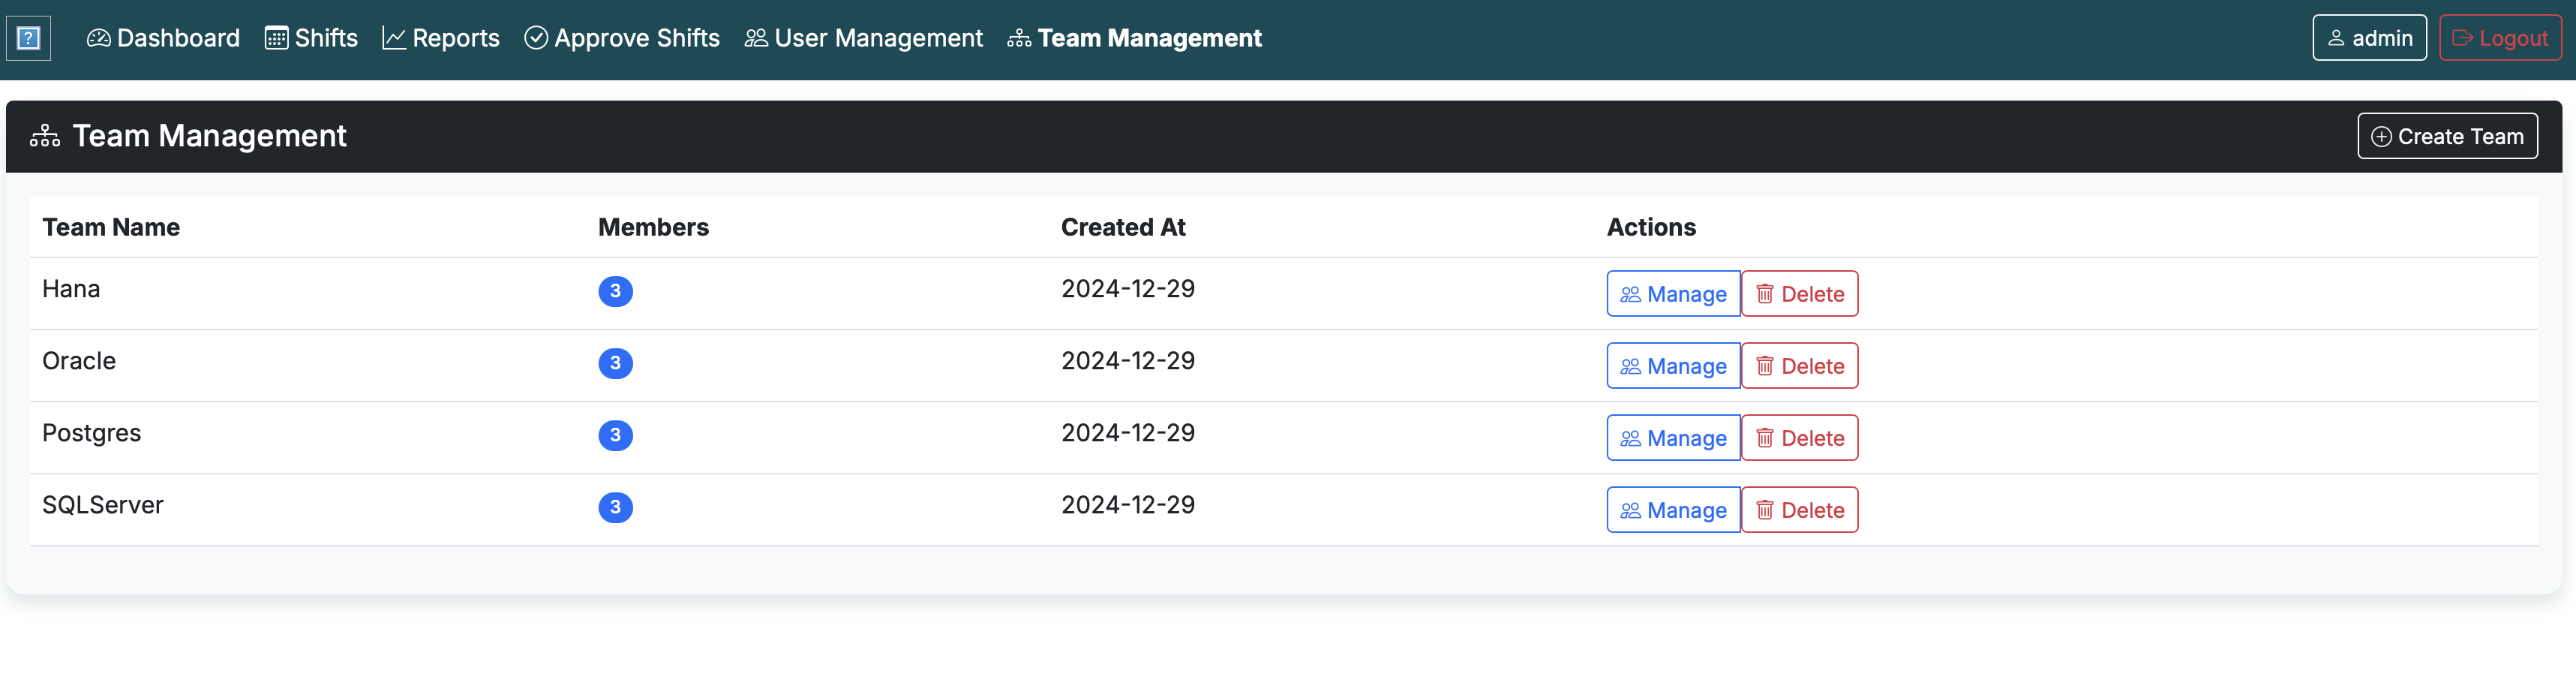 Dashboard Shifts Reports Approve Shifts User Management Team Management admin Logout
Team Management Create Team
Team Name Members Created At Actions
Hana 3 2024-12-29 Manage Delete
Oracle 3 2024-12-29 Manage Delete
Postgres 3 2024-12-29 Manage Delete
SQLServer 3 2024-12-29 Manage Delete